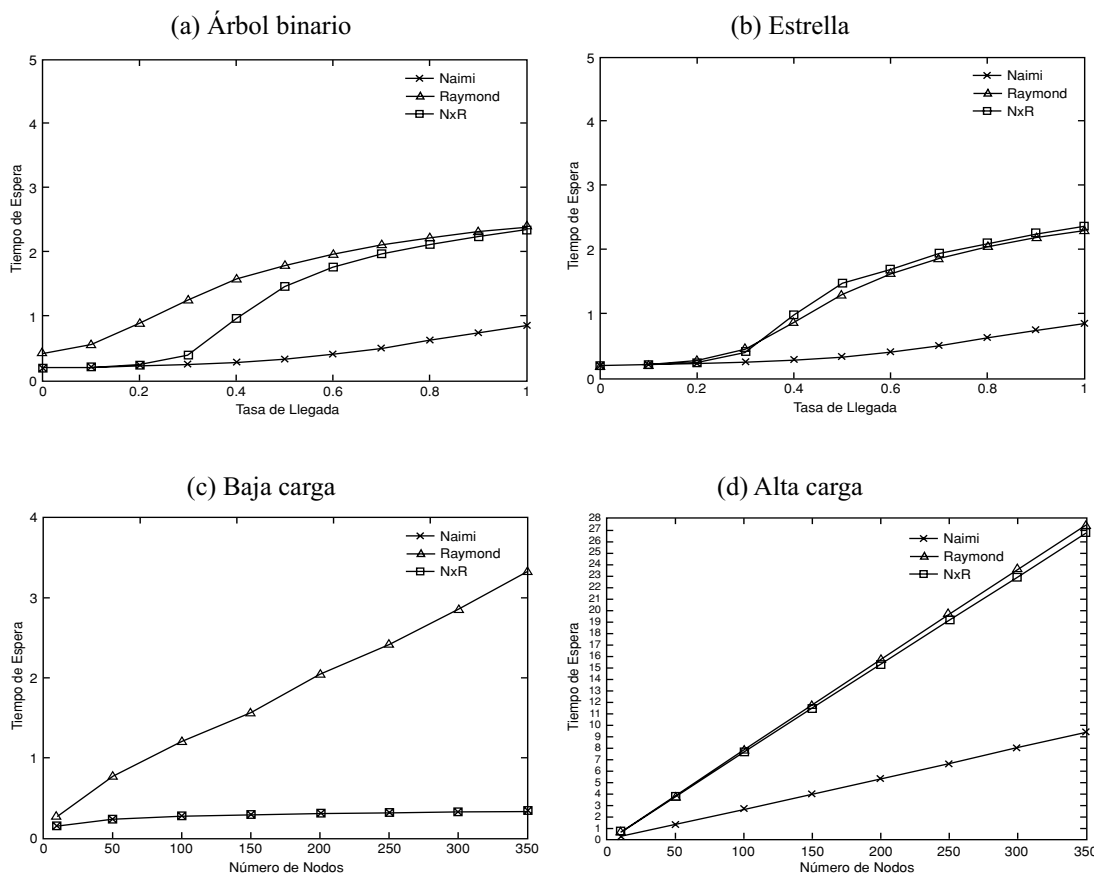 (a) Árbol binario
5
4
3
2
1
0
Tiempo de Espera
Naimi
Raymond
NxR
0 0.2 0.4 0.6 0.8 1
Tasa de Llegada
(b) Estrella
5
4
3
2
1
0
Tiempo de Espera
Naimi
Raymond
NxR
0 0.2 0.4 0.6 0.8 1
Tasa de Llegada
(c) Baja carga
4
3
2
1
0
Tiempo de Espera
Naimi
Raymond
NxR
0 50 100 150 200 250 300 350
Número de Nodos
(d) Alta carga
28
26
25
24
23
22
21
20
19
18
17
16
15
14
13
12
11
10
9
8
7
6
5
4
3
2
1
0
Tiempo de Espera
Naimi
Raymond
NxR
0 50 100 150 200 250 300 350
Número de Nodos